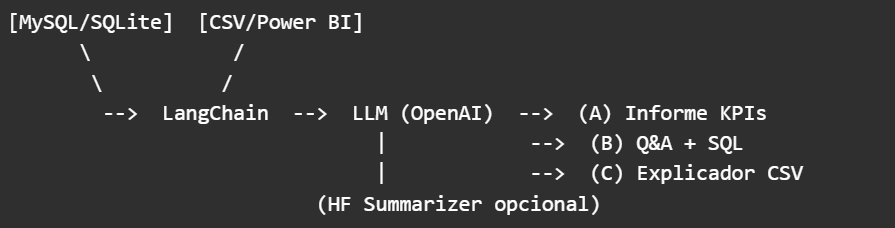 [MySQL/SQLite]  [CSV/Power BI]
      \            /
       \          /
        -->  LangChain  -->  LLM (OpenAI)  -->  (A) Informe KPIs
                               |            -->  (B) Q&A + SQL
                               |            -->  (C) Explicador CSV
                         (HF Summarizer opcional)